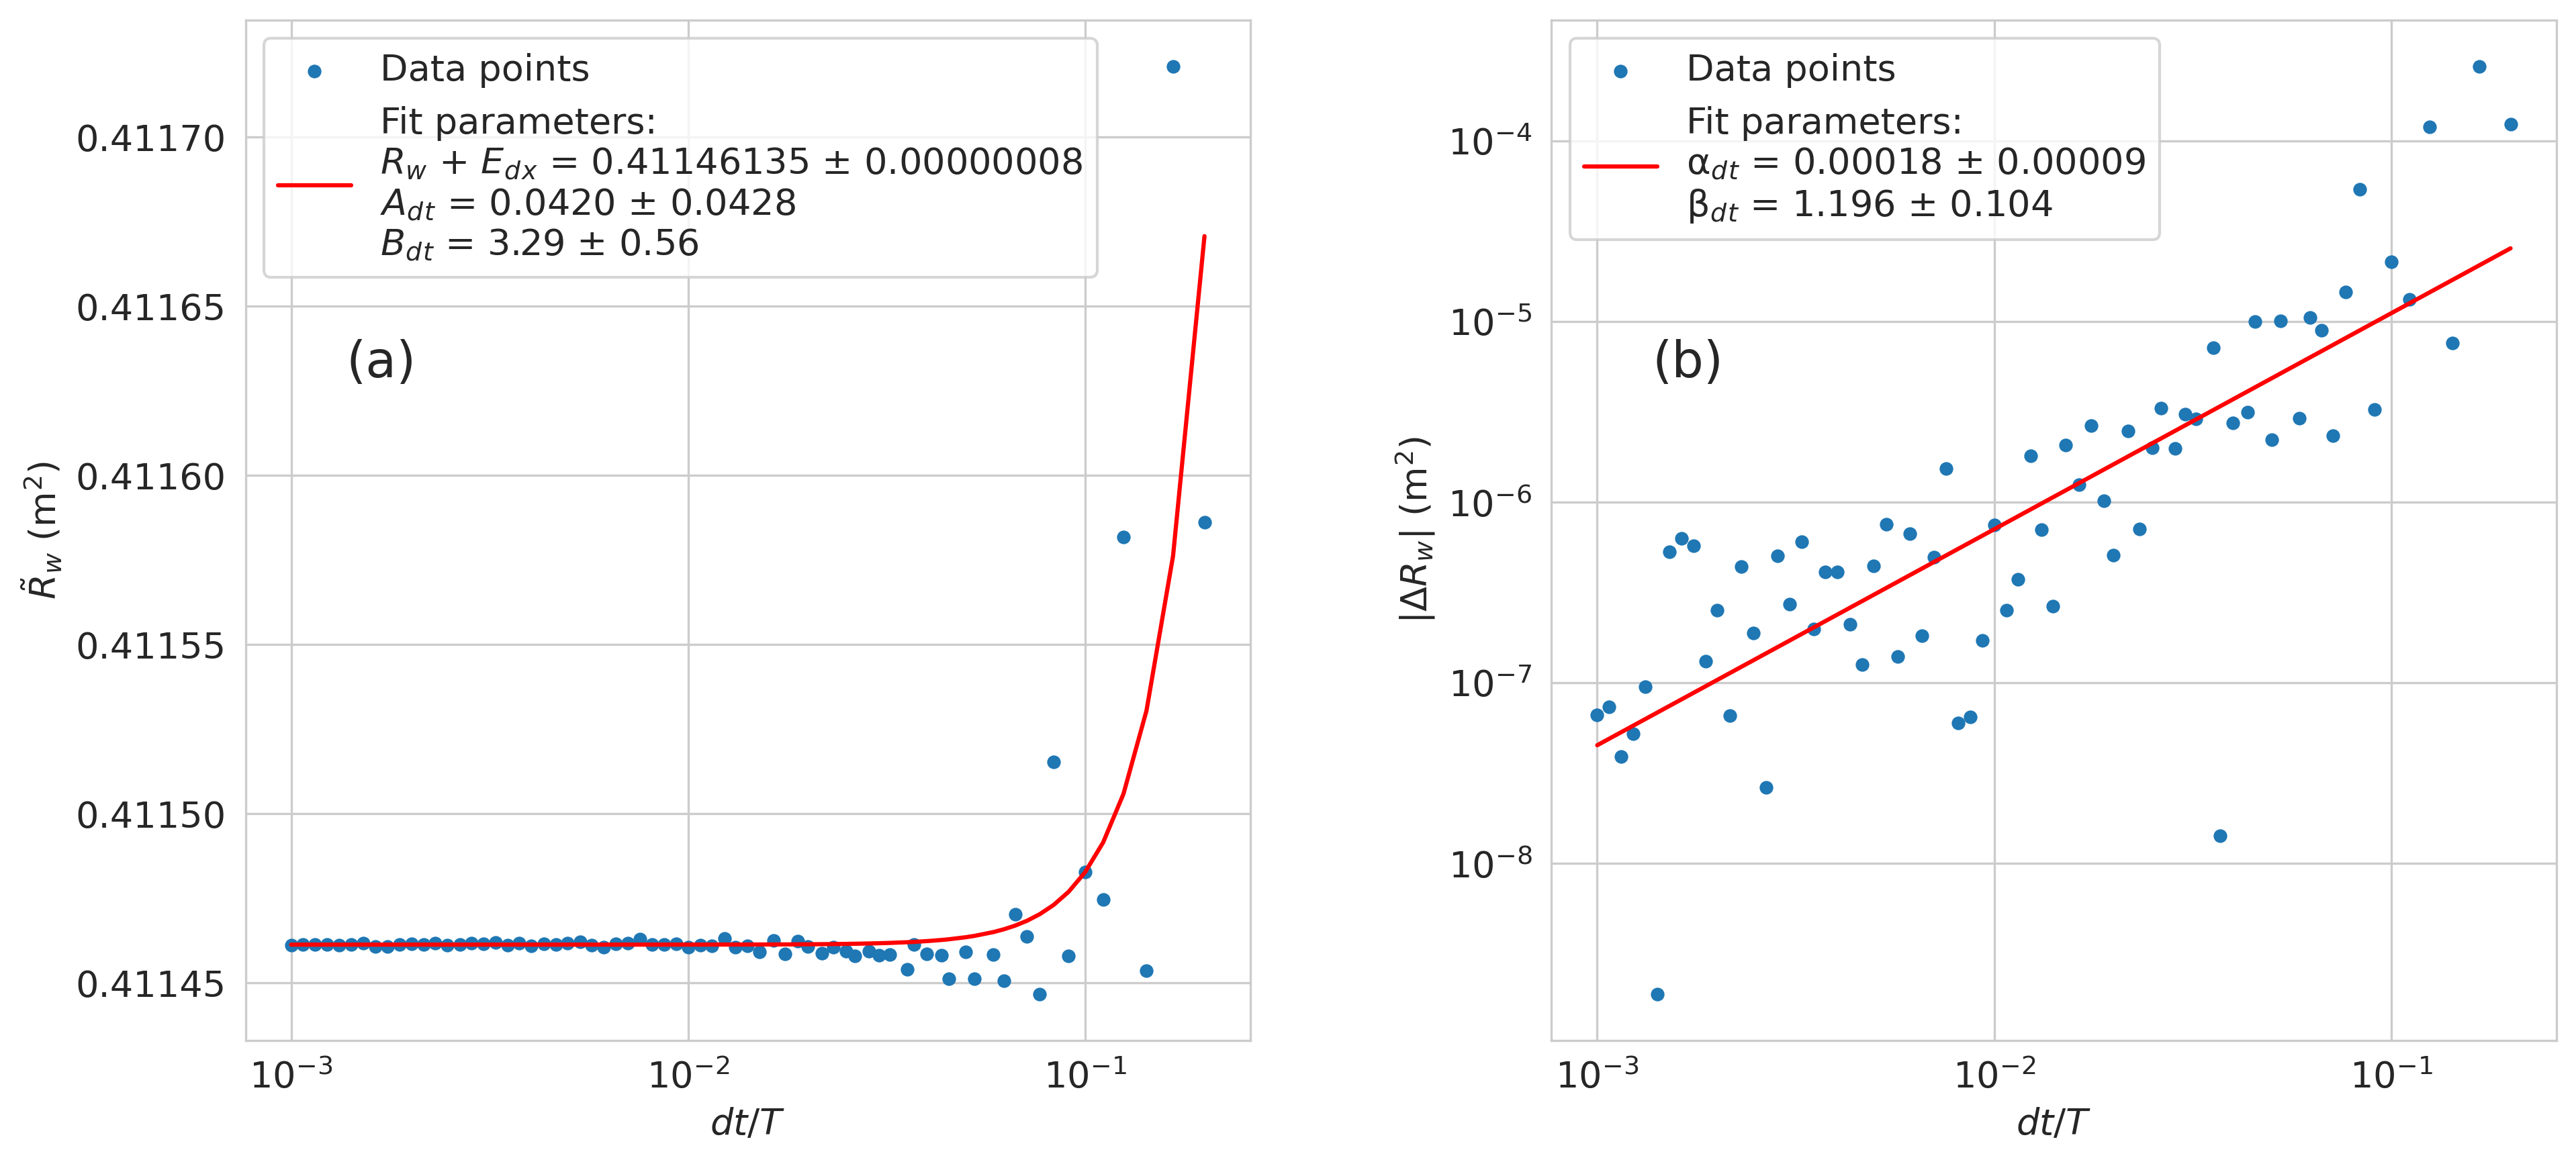 Data points
Fit parameters:
R_w + E_dx = 0.41146135 ± 0.00000008
A_dt = 0.0420 ± 0.0428
B_dt = 3.29 ± 0.56
(a)
0.41170
0.41165
0.41160
0.41155
0.41150
0.41145
R̃_w (m²)
10⁻³ 10⁻² 10⁻¹
dt/T
Data points
Fit parameters:
α_dt = 0.00018 ± 0.00009
β_dt = 1.196 ± 0.104
(b)
10⁻⁴
10⁻⁵
10⁻⁶
10⁻⁷
10⁻⁸
|ΔR_w| (m²)
10⁻³ 10⁻² 10⁻¹
dt/T